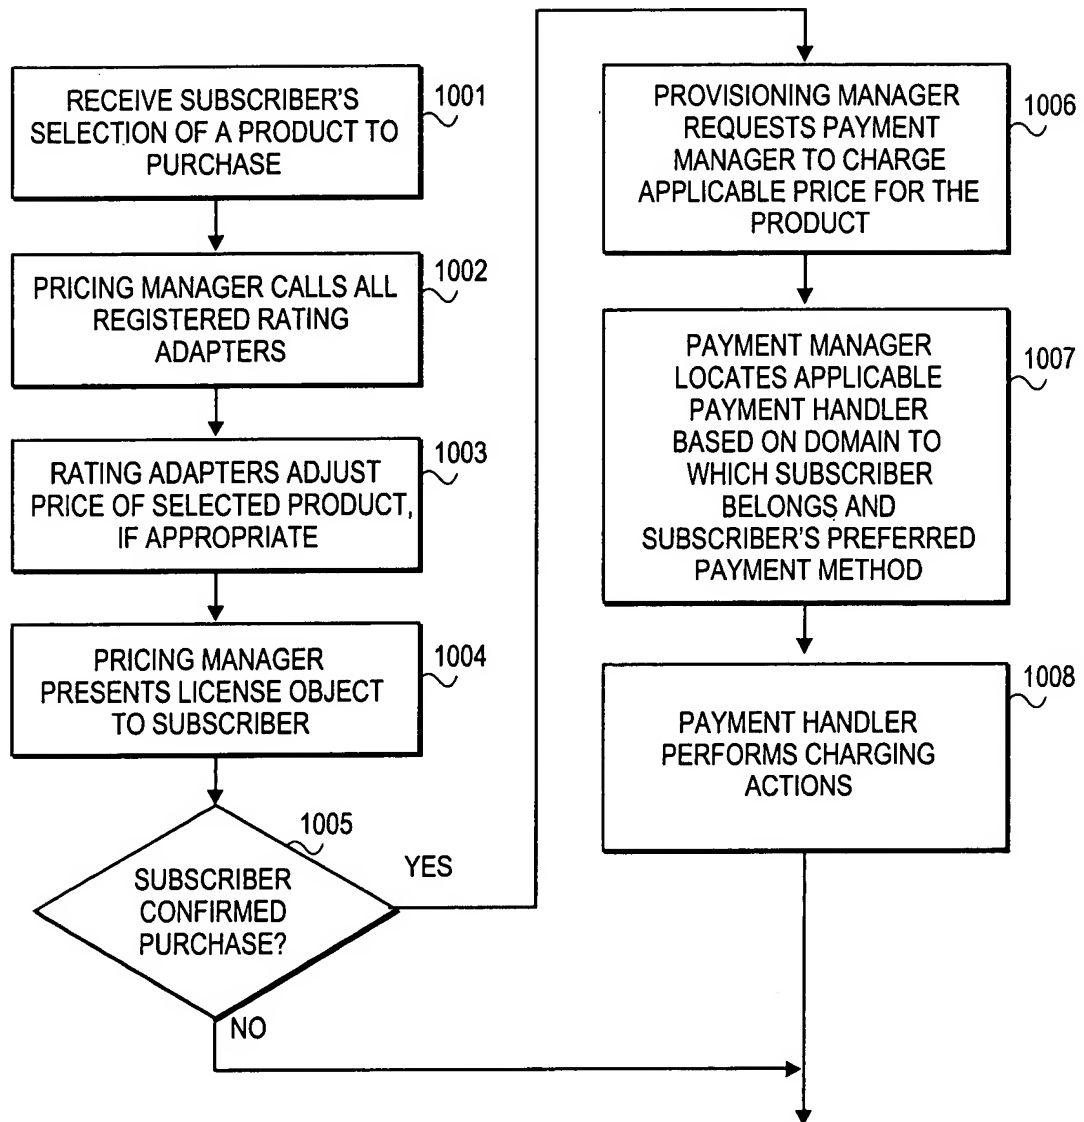 RECEIVE SUBSCRIBER'S
SELECTION OF A PRODUCT TO
PURCHASE
1001
PRICING MANAGER CALLS ALL
REGISTERED RATING
ADAPTERS
1002
RATING ADAPTERS ADJUST
PRICE OF SELECTED PRODUCT,
IF APPROPRIATE
1003
PRICING MANAGER
PRESENTS LICENSE OBJECT
TO SUBSCRIBER
1004
SUBSCRIBER
CONFIRMED
PURCHASE?
1005
YES
NO
PROVISIONING MANAGER
REQUESTS PAYMENT
MANAGER TO CHARGE
APPLICABLE PRICE FOR THE
PRODUCT
1006
PAYMENT MANAGER
LOCATES APPLICABLE
PAYMENT HANDLER
BASED ON DOMAIN TO
WHICH SUBSCRIBER
BELONGS AND
SUBSCRIBER'S PREFERRED
PAYMENT METHOD
1007
PAYMENT HANDLER
PERFORMS CHARGING
ACTIONS
1008